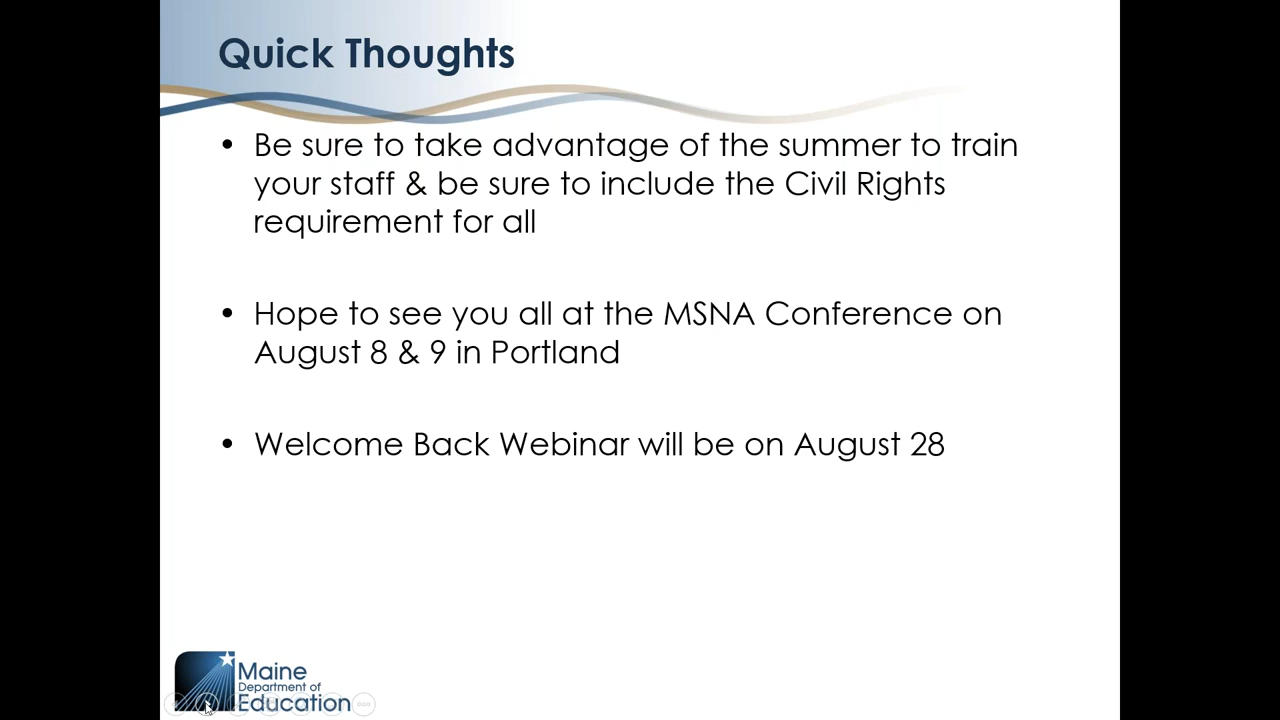 Quick Thoughts
• Be sure to take advantage of the summer to train
your staff & be sure to include the Civil Rights
requirement for all
• Hope to see you all at the MSNA Conference on
August 8 & 9 in Portland
• Welcome Back Webinar will be on August 28
Maine
Department of
Education